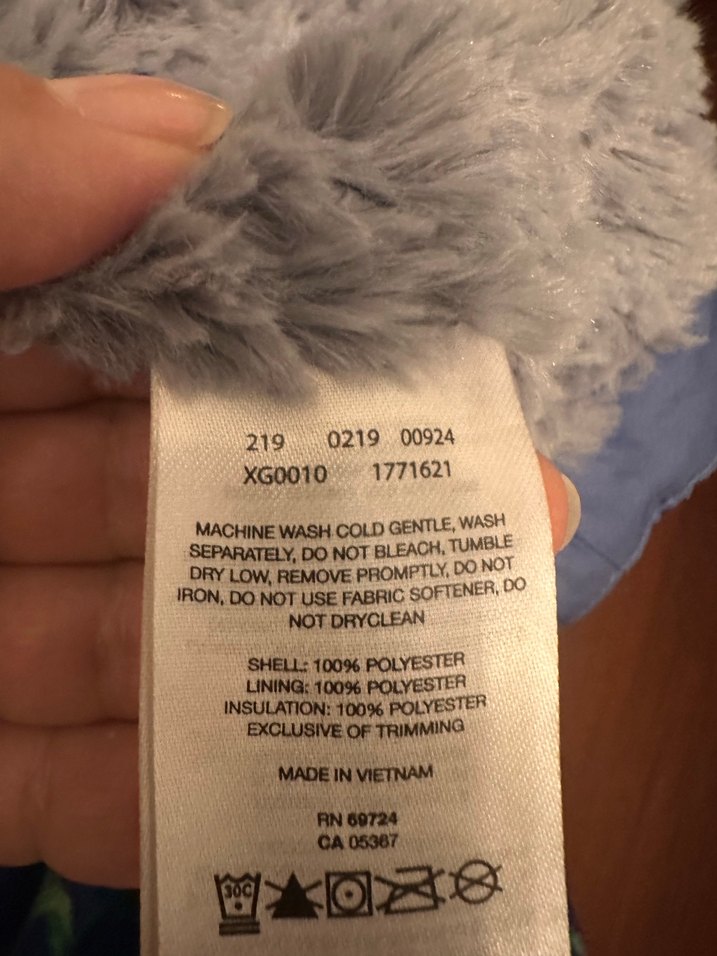 219 0219 00924
XG0010 1771621
MACHINE WASH COLD GENTLE, WASH
SEPARATELY, DO NOT BLEACH, TUMBLE
DRY LOW, REMOVE PROMPTLY, DO NOT
IRON, DO NOT USE FABRIC SOFTENER, DO
NOT DRYCLEAN
SHELL: 100% POLYESTER
LINING: 100% POLYESTER
INSULATION: 100% POLYESTER
EXCLUSIVE OF TRIMMING
MADE IN VIETNAM
RN 69724
CA 05367
30C